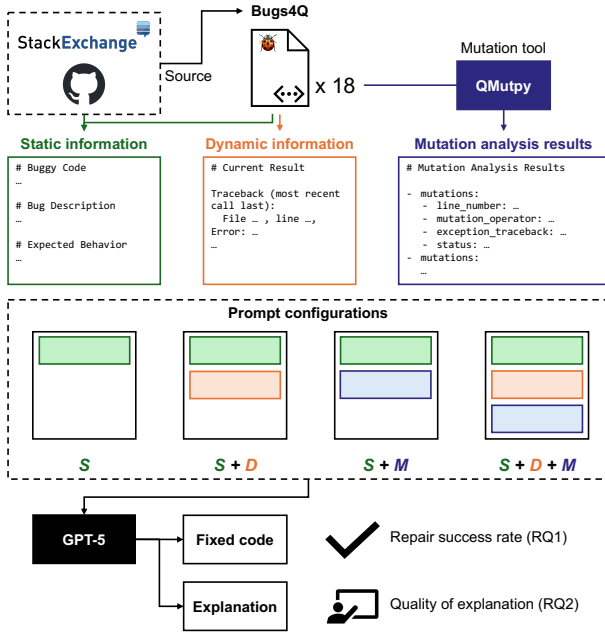 Bugs4Q
StackExchange
Source
x 18
Mutation tool
QMutpy
Static information
Dynamic information
Mutation analysis results
# Buggy Code
…
# Bug Description
…
# Expected Behavior
…
# Current Result
Traceback (most recent
call last):
File … , line …,
Error: …
…
# Mutation Analysis Results
- mutations:
- line_number: …
- mutation_operator: …
- exception_traceback: …
- status: …
- mutations:
…
Prompt configurations
S
S + D
S + M
S + D + M
GPT-5
Fixed code
Explanation
Repair success rate (RQ1)
Quality of explanation (RQ2)